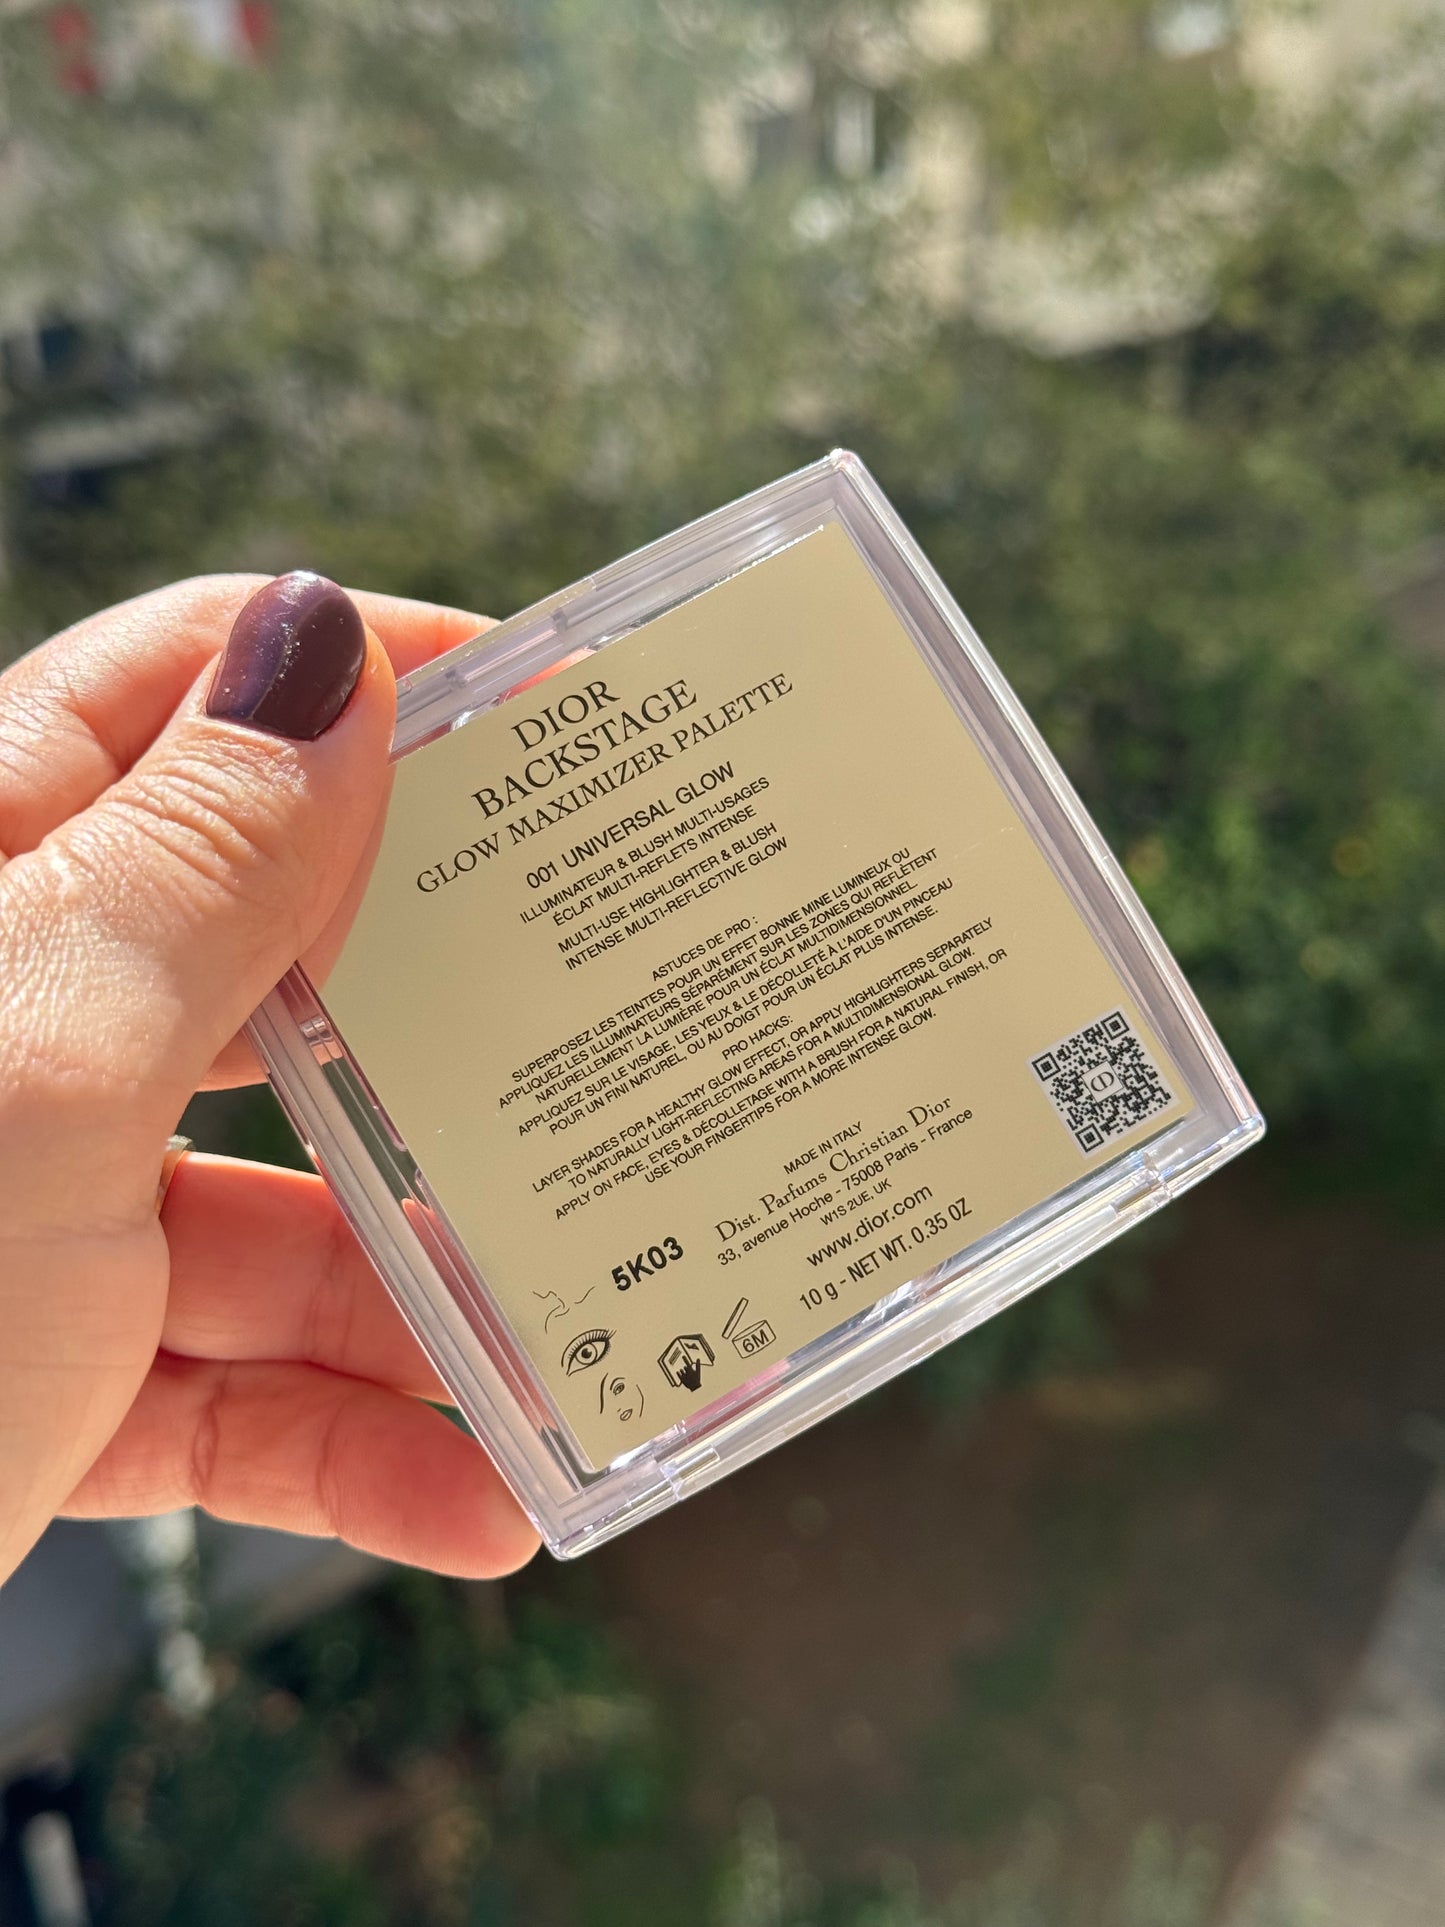 DIOR
BACKSTAGE
GLOW MAXIMIZER PALETTE
001 UNIVERSAL GLOW
ILLUMINATEUR & BLUSH MULTI-USAGES
ÉCLAT MULTI-REFLETS INTENSE
MULTI-USE HIGHLIGHTER & BLUSH
INTENSE MULTI-REFLECTIVE GLOW
ASTUCES DE PRO :
SUPERPOSEZ LES TEINTES POUR UN EFFET BONNE MINE LUMINEUX OU
APPLIQUEZ LES ILLUMINATEURS SÉPARÉMENT SUR LES ZONES QUI REFLÈTENT
NATURELLEMENT LA LUMIÈRE POUR UN ÉCLAT MULTIDIMENSIONNEL.
APPLIQUEZ SUR LE VISAGE, LES YEUX & LE DÉCOLLETÉ À L'AIDE D'UN PINCEAU
POUR UN FINI NATUREL, OU AU DOIGT POUR UN ÉCLAT PLUS INTENSE.
PRO HACKS:
LAYER SHADES FOR A HEALTHY GLOW EFFECT, OR APPLY HIGHLIGHTERS SEPARATELY
TO NATURALLY LIGHT-REFLECTING AREAS FOR A MULTIDIMENSIONAL GLOW.
APPLY ON FACE, EYES & DÉCOLLETAGE WITH A BRUSH FOR A NATURAL FINISH, OR
USE YOUR FINGERTIPS FOR A MORE INTENSE GLOW.
MADE IN ITALY
Dist. Parfums Christian Dior
33, avenue Hoche - 75008 Paris - France
W1S 2UE, UK
www.dior.com
10 g - NET WT. 0.35 OZ
5K03
6M
CD